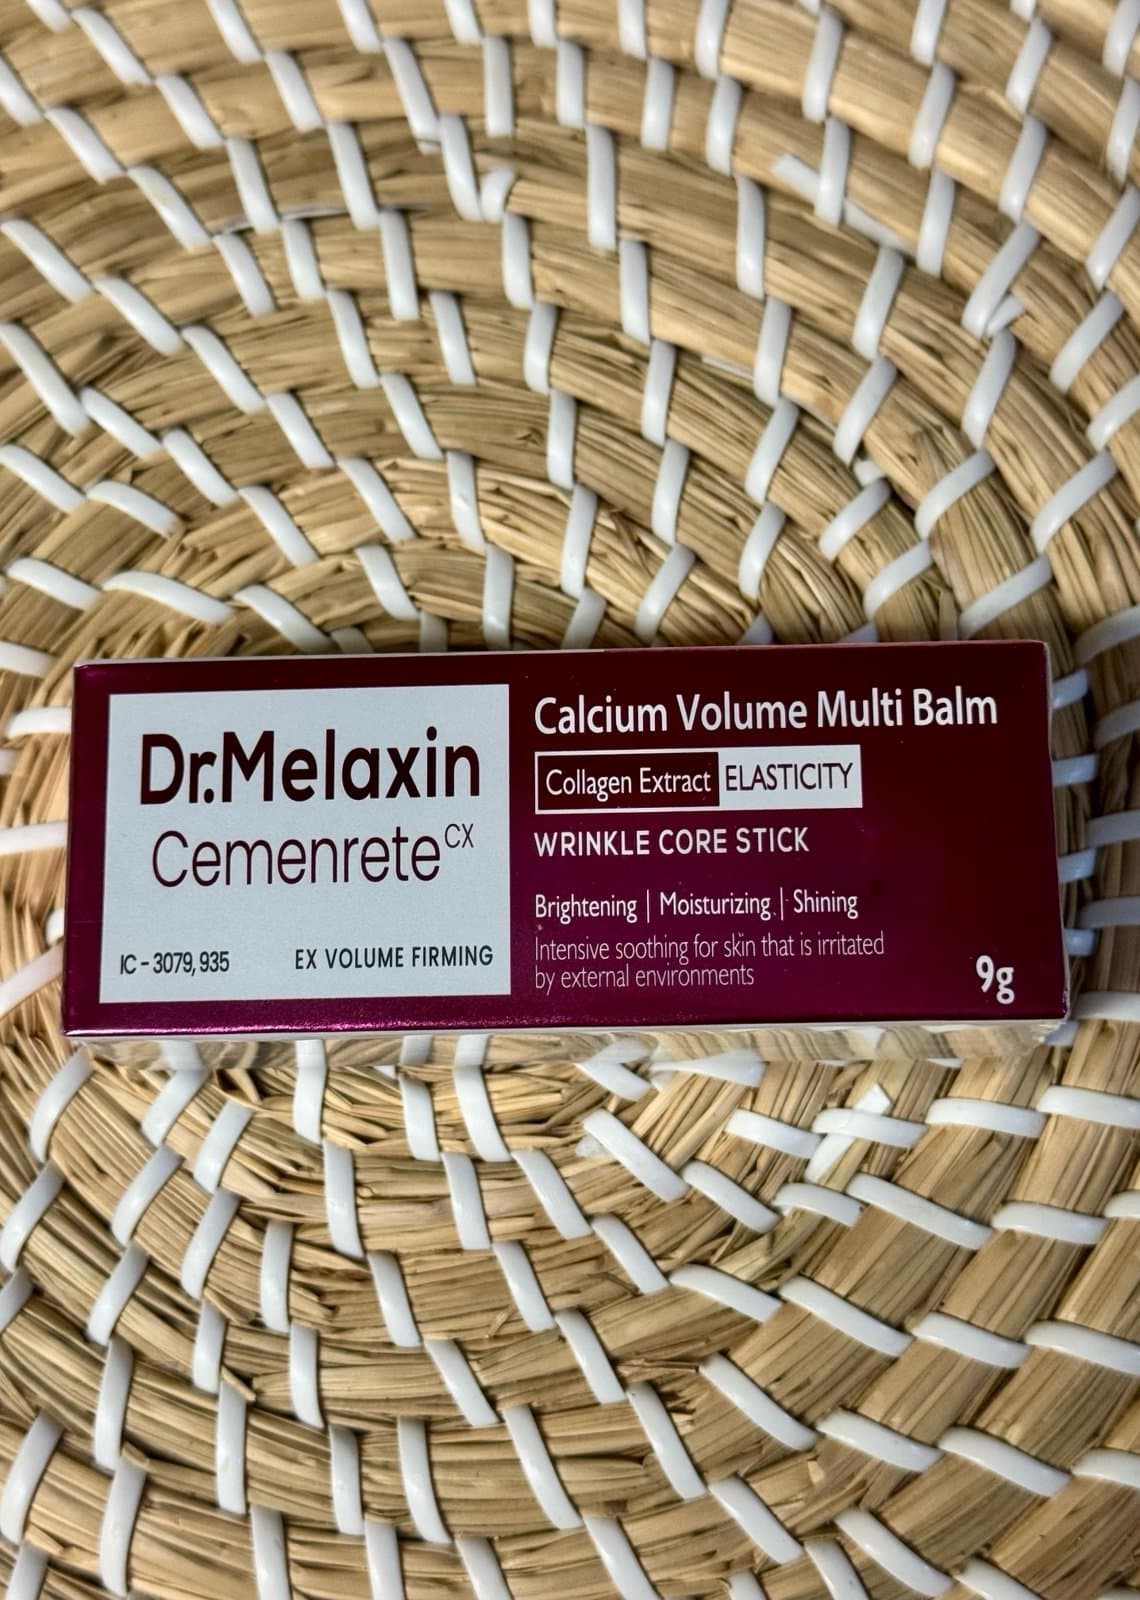 Dr.Melaxin
Cemenrete CX
IC - 3079, 935
EX VOLUME FIRMING
Calcium Volume Multi Balm
Collagen Extract ELASTICITY
WRINKLE CORE STICK
Brightening | Moisturizing | Shining
Intensive soothing for skin that is irritated
by external environments
9g